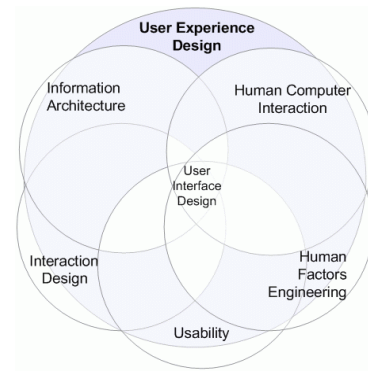 User Experience
Design
Information
Architecture
Human Computer
Interaction
User
Interface
Design
Interaction
Design
Human
Factors
Engineering
Usability